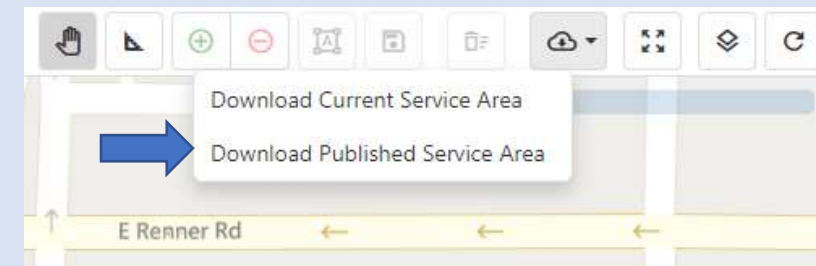 A
Download Current Service Area
Download Published Service Area
E Renner Rd